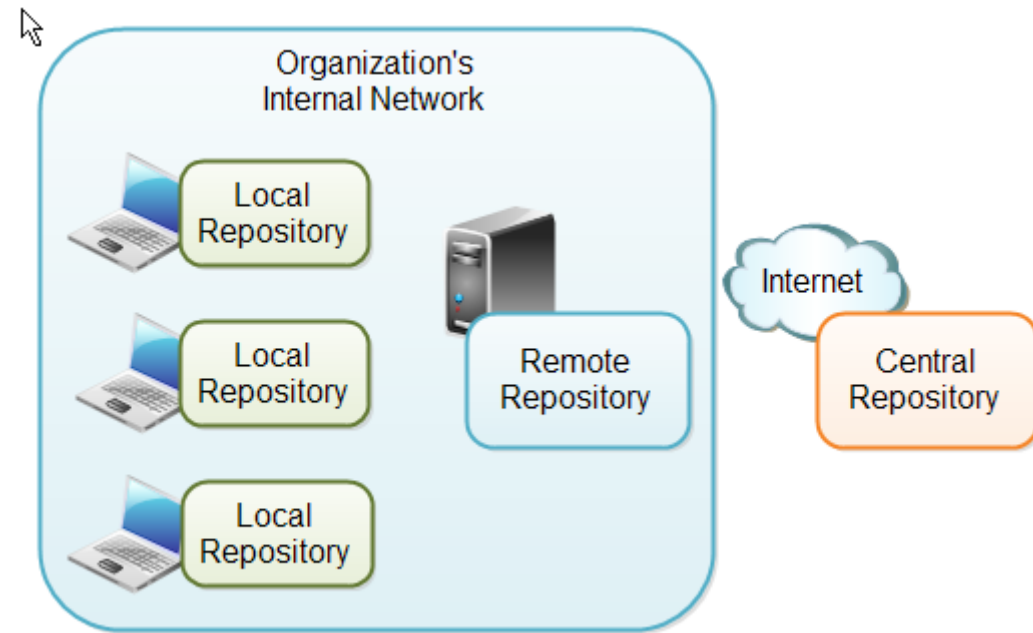 Organization's
Internal Network
Local
Repository
Local
Repository
Local
Repository
Remote
Repository
Internet
Central
Repository